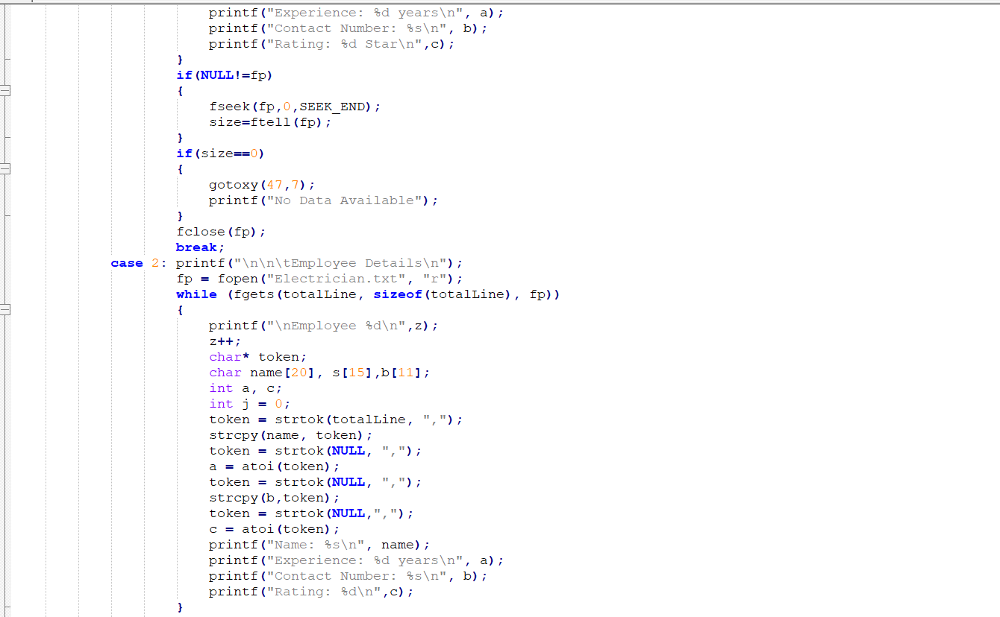 printf("Experience: %d years\n", a);
printf("Contact Number: %s\n", b);
printf("Rating: %d Star\n",c);
}
if(NULL!=fp)
{
fseek(fp,0,SEEK_END);
size=ftell(fp);
}
if(size==0)
{
gotoxy(47,7);
printf("No Data Available");
}
fclose(fp);
break;
case 2: printf("\n\n\tEmployee Details\n");
fp = fopen("Electrician.txt", "r");
while (fgets(totalLine, sizeof(totalLine), fp))
{
printf("\nEmployee %d\n",z);
z++;
char* token;
char name[20], s[15],b[11];
int a, c;
int j = 0;
token = strtok(totalLine, ",");
strcpy(name, token);
token = strtok(NULL, ",");
a = atoi(token);
token = strtok(NULL, ",");
strcpy(b,token);
token = strtok(NULL,",");
c = atoi(token);
printf("Name: %s\n", name);
printf("Experience: %d years\n", a);
printf("Contact Number: %s\n", b);
printf("Rating: %d\n",c);
}